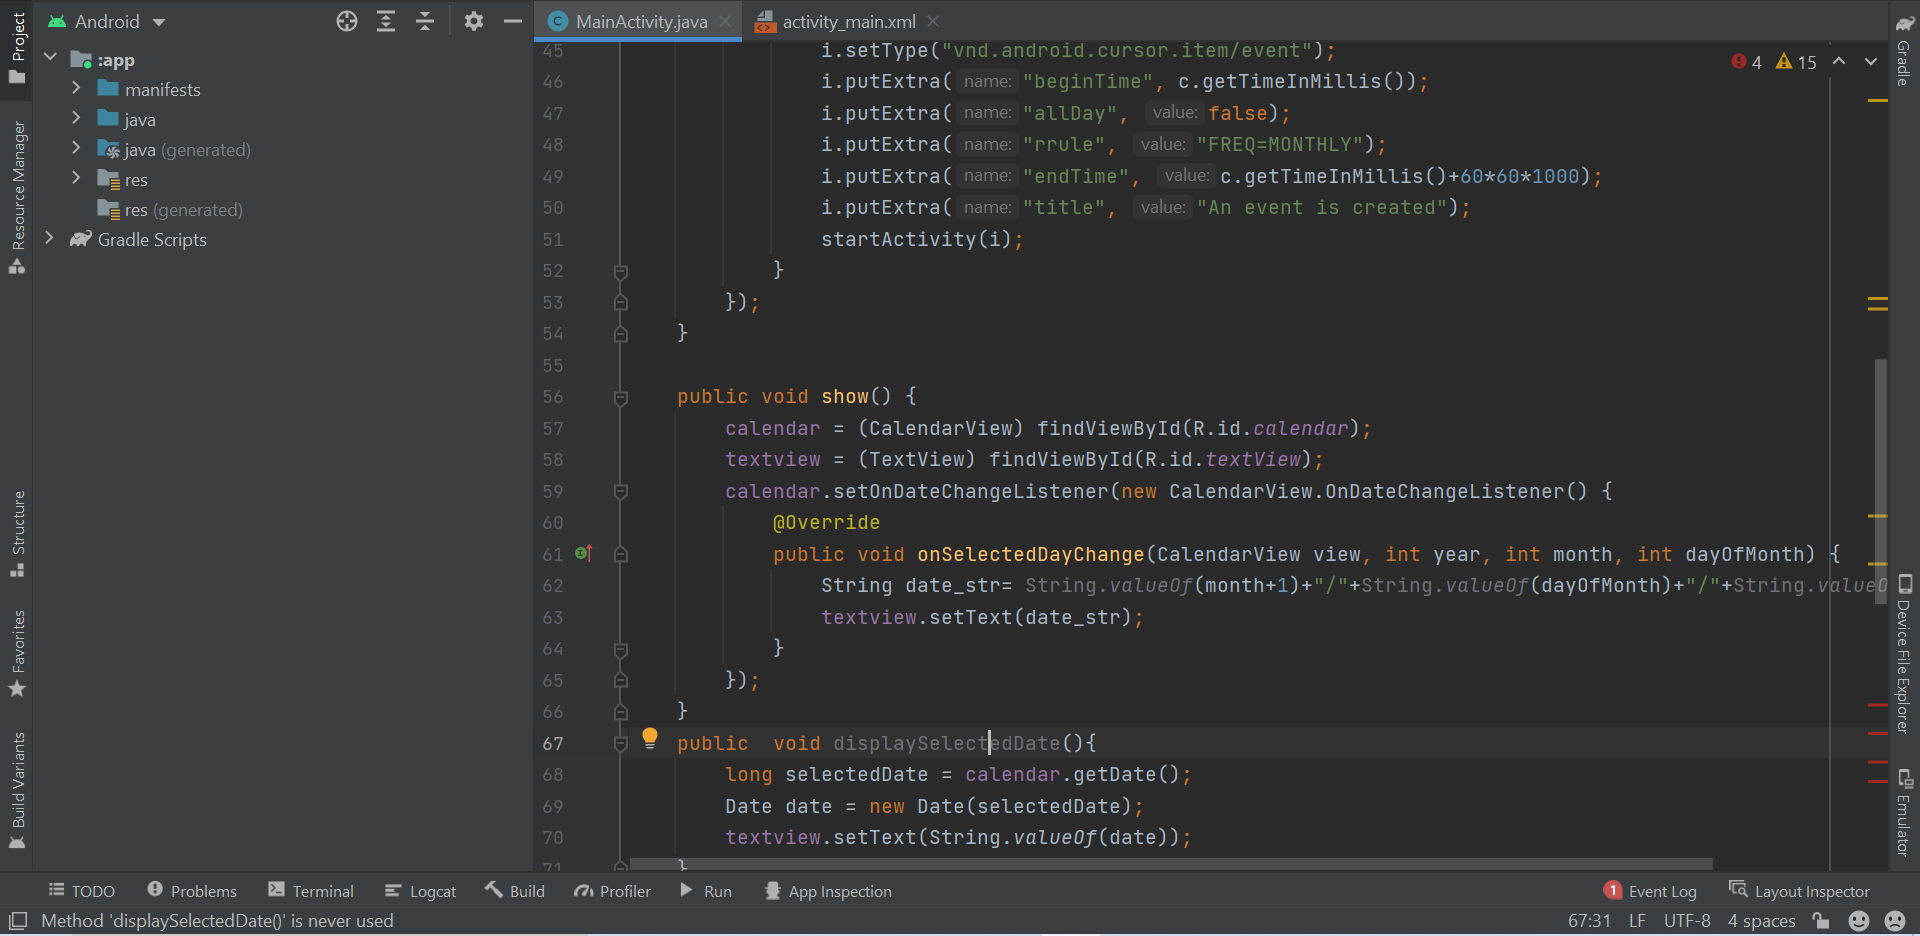 Android
MainActivity.java
activity_main.xml
Project
Resource Manager
Structure
Favorites
Build Variants
:app
manifests
java
java (generated)
res
res (generated)
Gradle Scripts
4 15
45 i.setType("vnd.android.cursor.item/event");
46 i.putExtra( name: "beginTime", c.getTimeInMillis());
47 i.putExtra( name: "allDay", value: false);
48 i.putExtra( name: "rrule", value: "FREQ=MONTHLY");
49 i.putExtra( name: "endTime", value: c.getTimeInMillis()+60*60*1000);
50 i.putExtra( name: "title", value: "An event is created");
51 startActivity(i);
52 }
53 });
54 }
55
56 public void show() {
57 calendar = (CalendarView) findViewById(R.id.calendar);
58 textview = (TextView) findViewById(R.id.textView);
59 calendar.setOnDateChangeListener(new CalendarView.OnDateChangeListener() {
60 @Override
61 public void onSelectedDayChange(CalendarView view, int year, int month, int dayOfMonth) {
62 String date_str= String.valueOf(month+1)+"/"+String.valueOf(dayOfMonth)+"/"+String.valueO
63 textview.setText(date_str);
64 }
65 });
66 }
67 public  void displaySelectedDate(){
68 long selectedDate = calendar.getDate();
69 Date date = new Date(selectedDate);
70 textview.setText(String.valueOf(date));
71 }
Gradle
Device File Explorer
Emulator
TODO Problems Terminal Logcat Build Profiler Run App Inspection 1 Event Log Layout Inspector
Method 'displaySelectedDate()' is never used 67:31 LF UTF-8 4 spaces